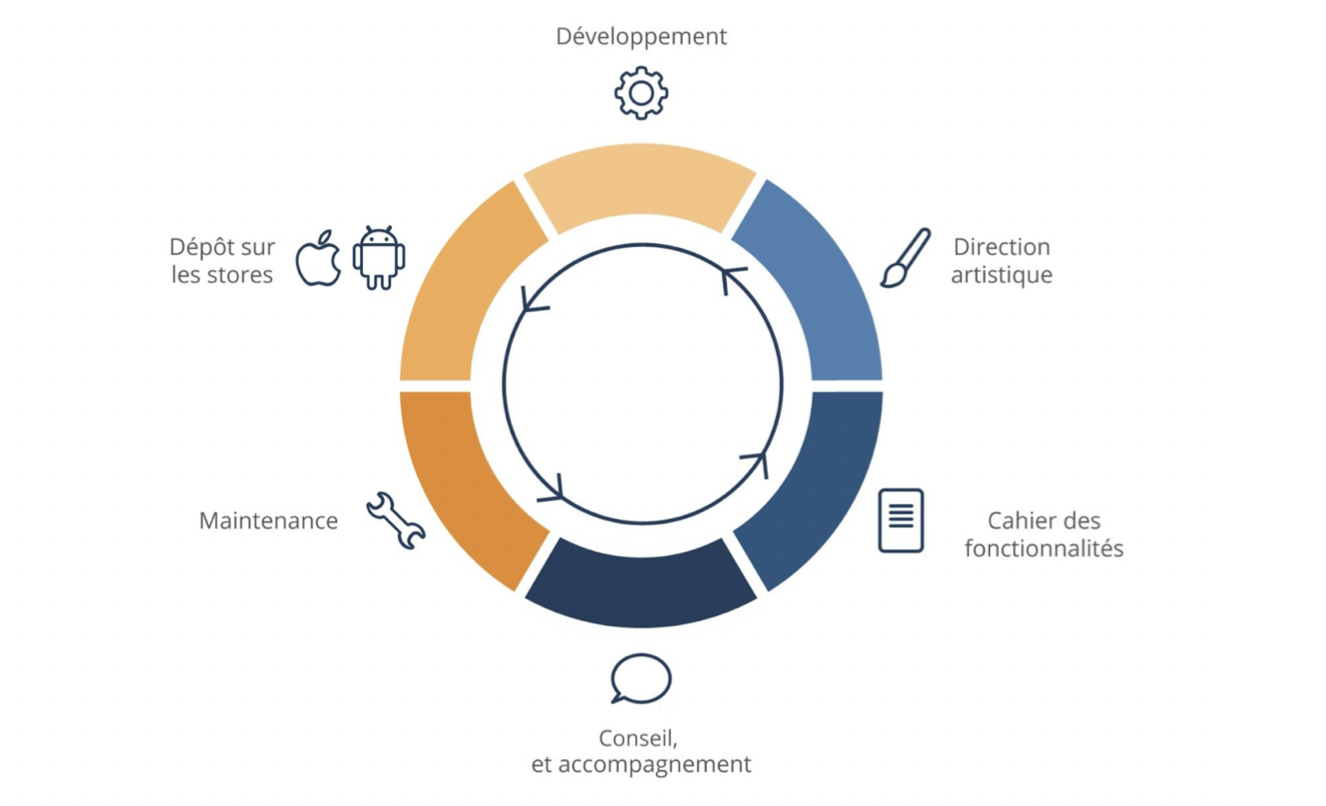 Développement
Dépôt sur
les stores
Direction
artistique
Maintenance
Cahier des
fonctionnalités
Conseil,
et accompagnement